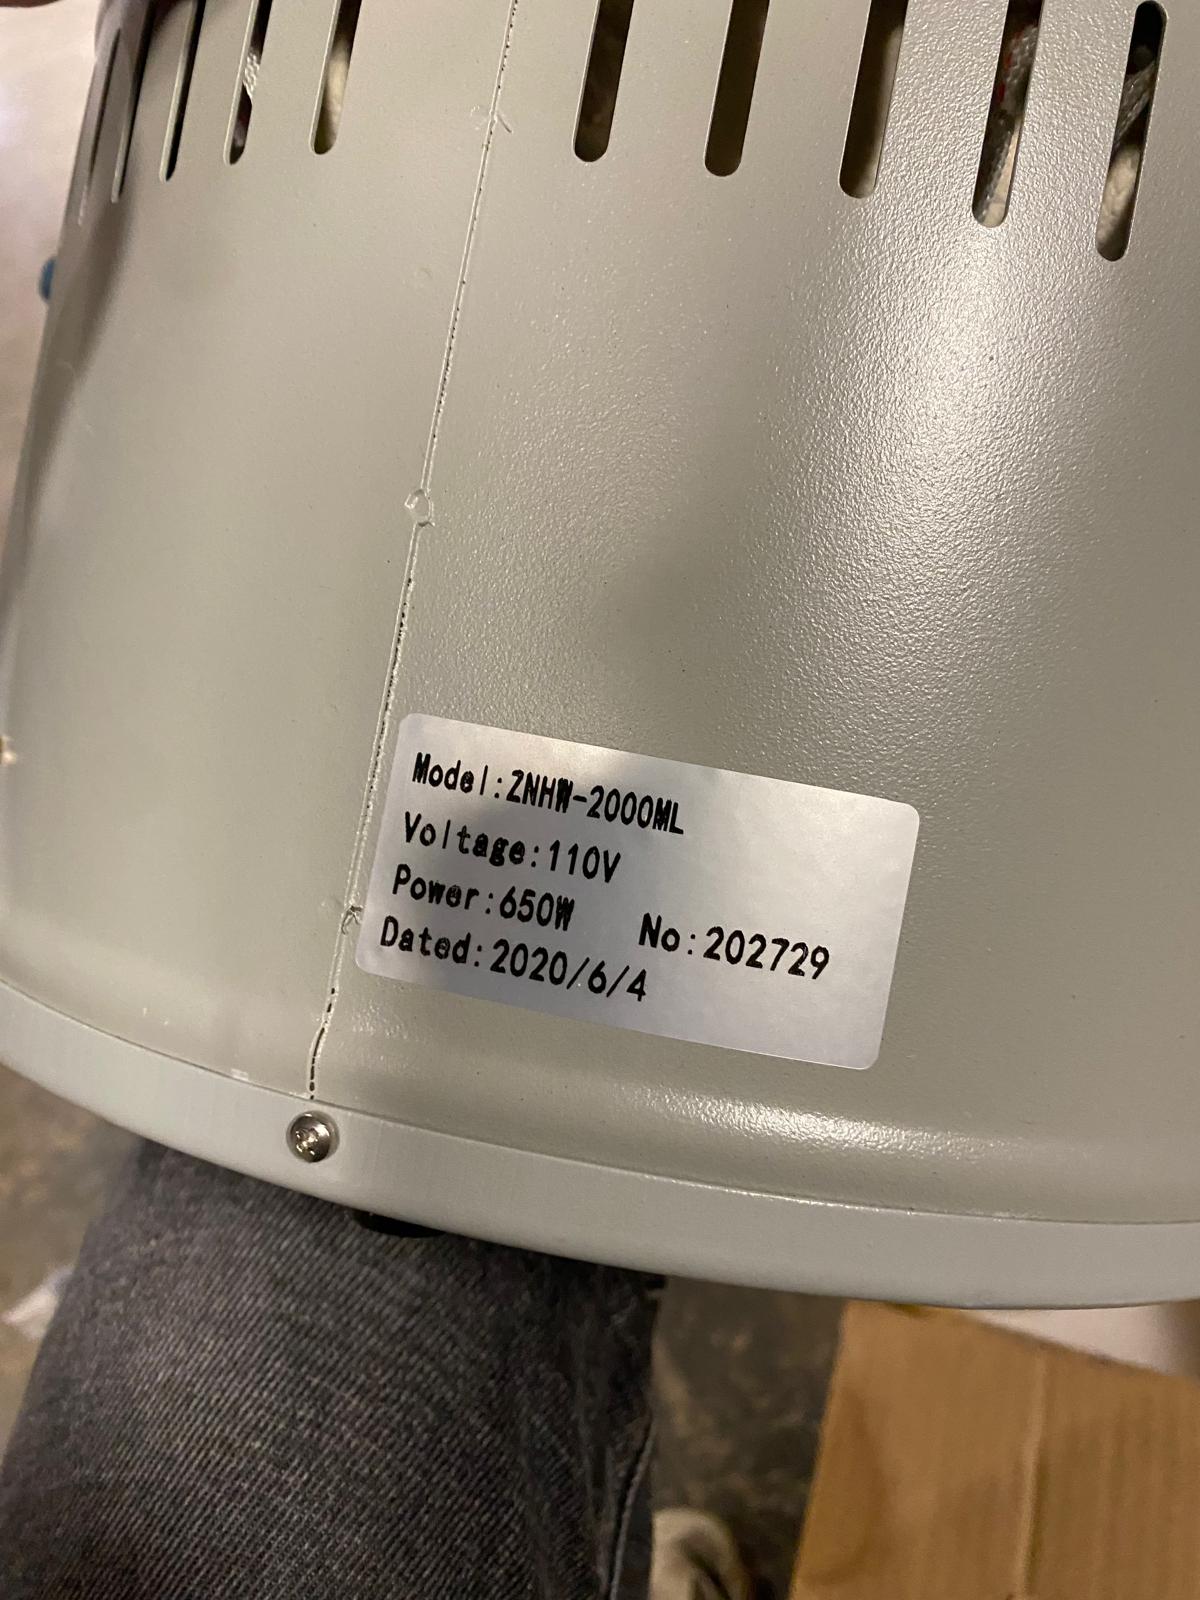 Model:ZNHW-2000ML
Voltage:110V
Power:650W No:202729
Dated:2020/6/4